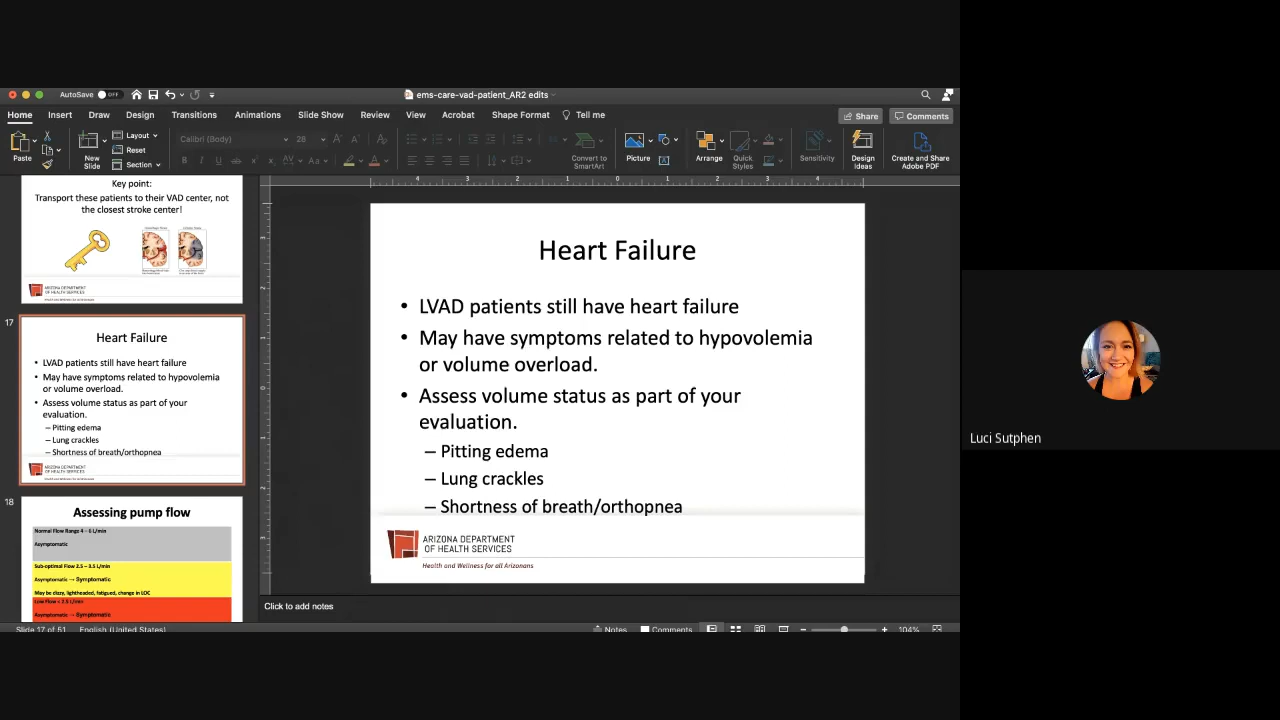 AutoSave OFF
ems-care-vad-patient_AR2 edits
Home Insert Draw Design Transitions Animations Slide Show Review View Acrobat Shape Format Tell me
Share Comments
Paste
New
Slide
Layout
Reset
Section
Calibri (Body) 28
Convert to
SmartArt
Picture
Arrange
Quick
Styles
Sensitivity
Design
Ideas
Create and Share
Adobe PDF
Key point:
Transport these patients to their VAD center, not
the closest stroke center!
ARIZONA DEPARTMENT
OF HEALTH SERVICES
17
Heart Failure
• LVAD patients still have heart failure
• May have symptoms related to hypovolemia
or volume overload.
• Assess volume status as part of your
evaluation.
– Pitting edema
– Lung crackles
– Shortness of breath/orthopnea
ARIZONA DEPARTMENT
OF HEALTH SERVICES
18
Assessing pump flow
Normal Flow Range 4 – 6 L/min
Asymptomatic
Sub-optimal Flow 2.5 – 3.5 L/min
Asymptomatic → Symptomatic
May be dizzy, lightheaded, fatigued, change in LOC
Low Flow < 2.5 L/min
Asymptomatic → Symptomatic
Heart Failure
• LVAD patients still have heart failure
• May have symptoms related to hypovolemia
or volume overload.
• Assess volume status as part of your
evaluation.
– Pitting edema
– Lung crackles
– Shortness of breath/orthopnea
ARIZONA DEPARTMENT
OF HEALTH SERVICES
Health and Wellness for all Arizonans
Click to add notes
Slide 17 of 51 English (United States)
Notes Comments 104%
Luci Sutphen